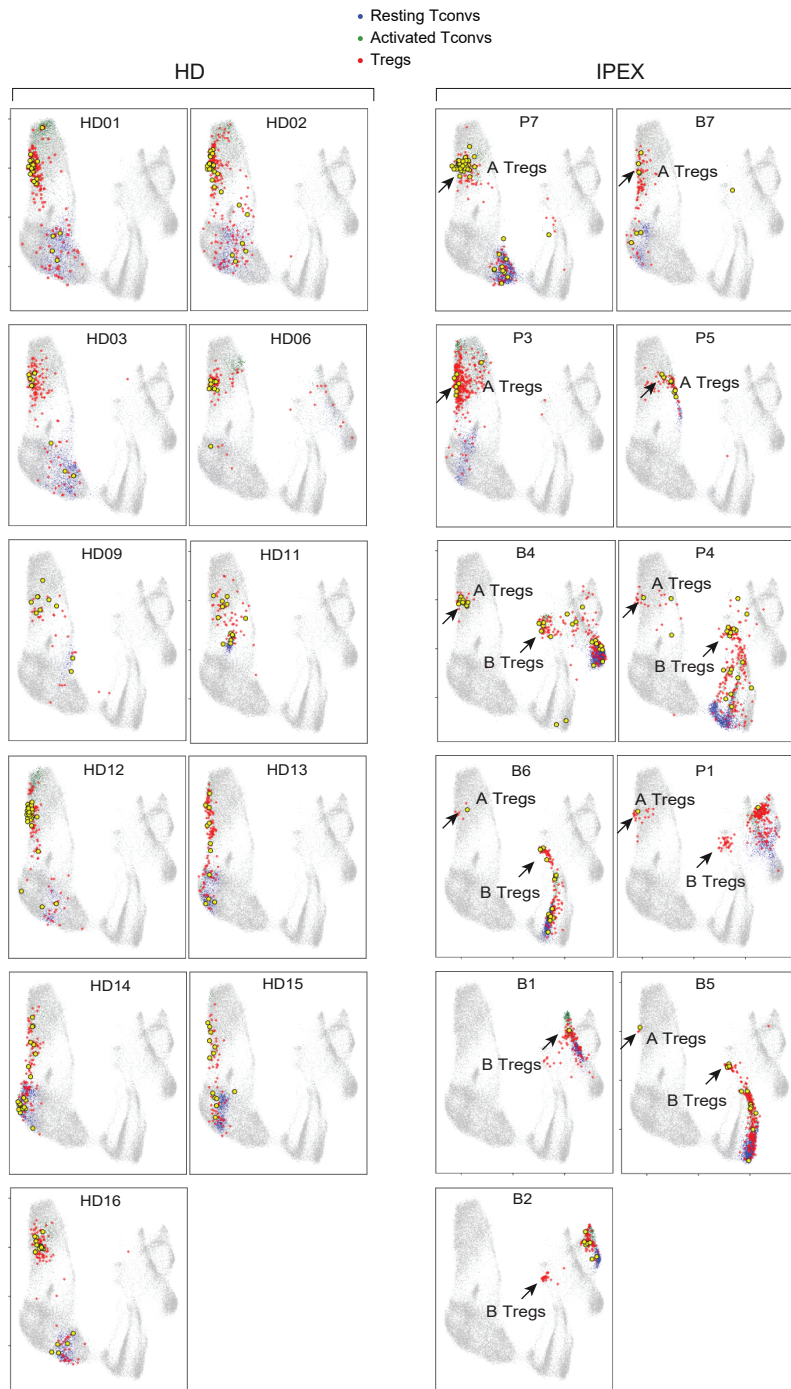 Resting Tconvs
Activated Tconvs
Tregs
HD
IPEX
HD01
HD02
P7
A Tregs
B7
A Tregs
HD03
HD06
P3
A Tregs
P5
A Tregs
HD09
HD11
B4
A Tregs
B Tregs
P4
A Tregs
B Tregs
HD12
HD13
B6
A Tregs
B Tregs
P1
A Tregs
B Tregs
HD14
HD15
B1
B Tregs
B5
A Tregs
B Tregs
HD16
B2
B Tregs